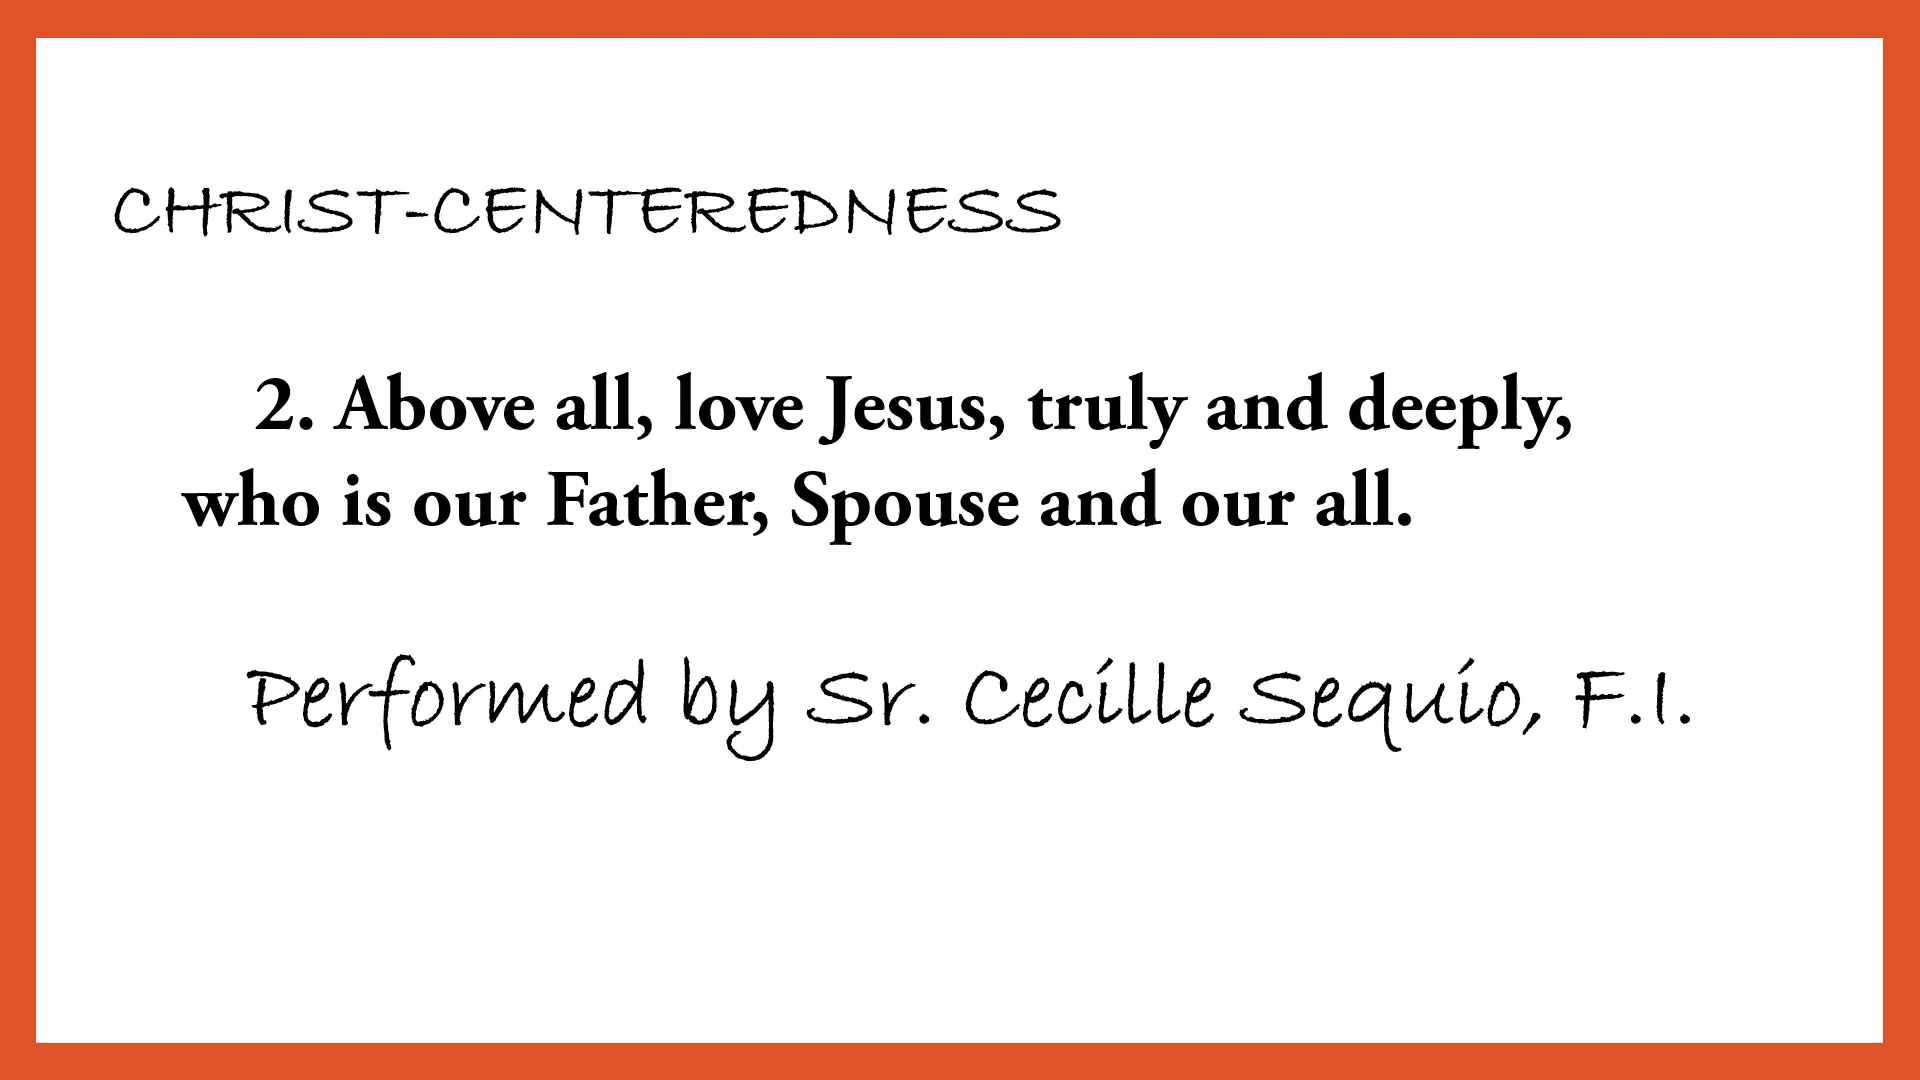 CHRIST-CENTEREDNESS
2. Above all, love Jesus, truly and deeply,
who is our Father, Spouse and our all.
Performed by Sr. Cecille Sequio, F.I.